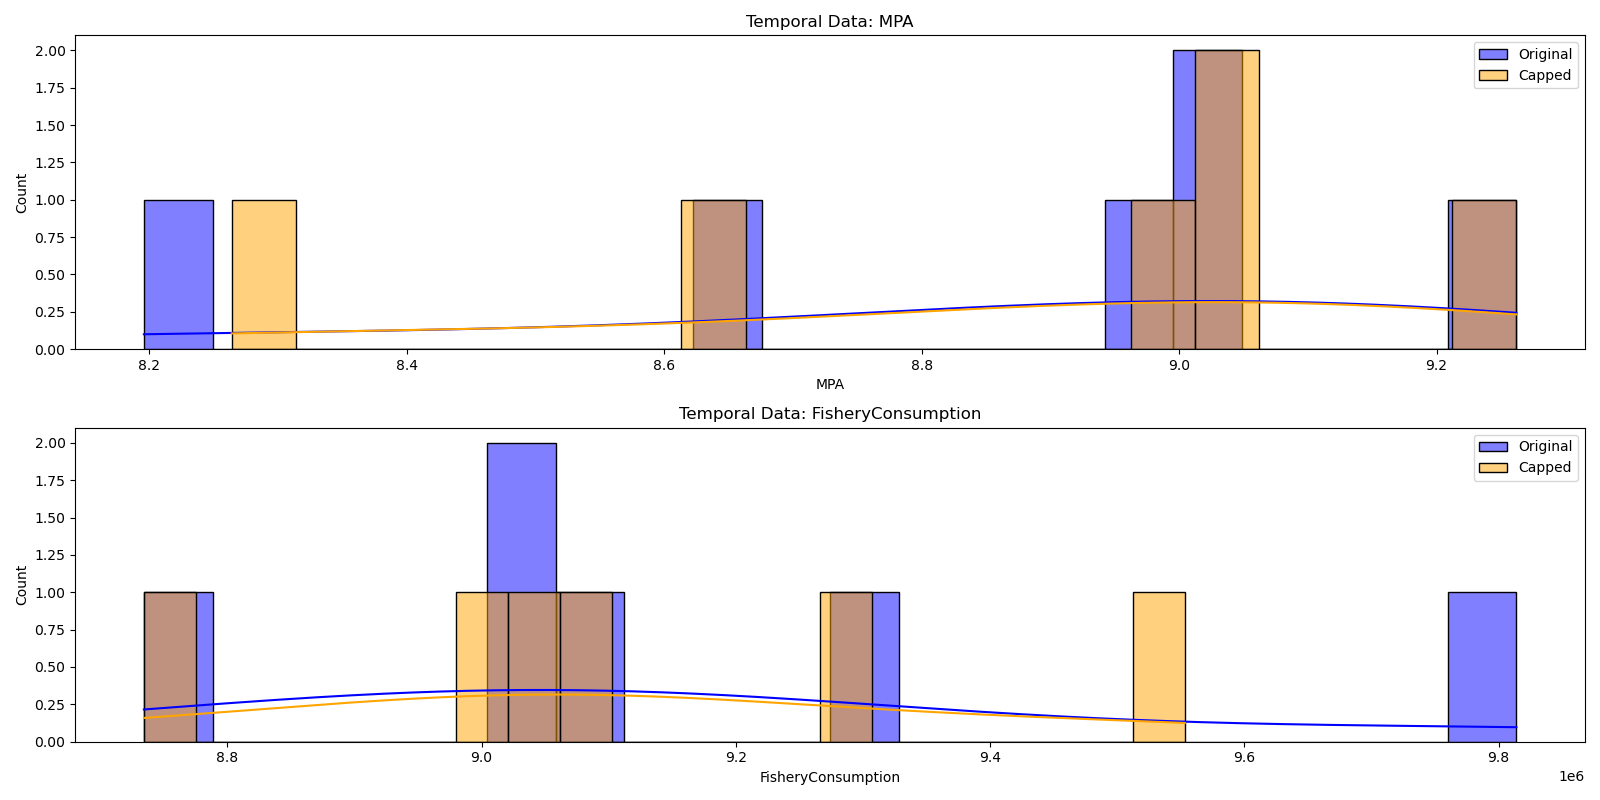 Temporal Data: MPA
Original
Capped
Count
2.00
1.75
1.50
1.25
1.00
0.75
0.50
0.25
0.00
8.2 8.4 8.6 8.8 9.0 9.2
MPA
Temporal Data: FisheryConsumption
Original
Capped
Count
2.00
1.75
1.50
1.25
1.00
0.75
0.50
0.25
0.00
8.8 9.0 9.2 9.4 9.6 9.8
1e6
FisheryConsumption